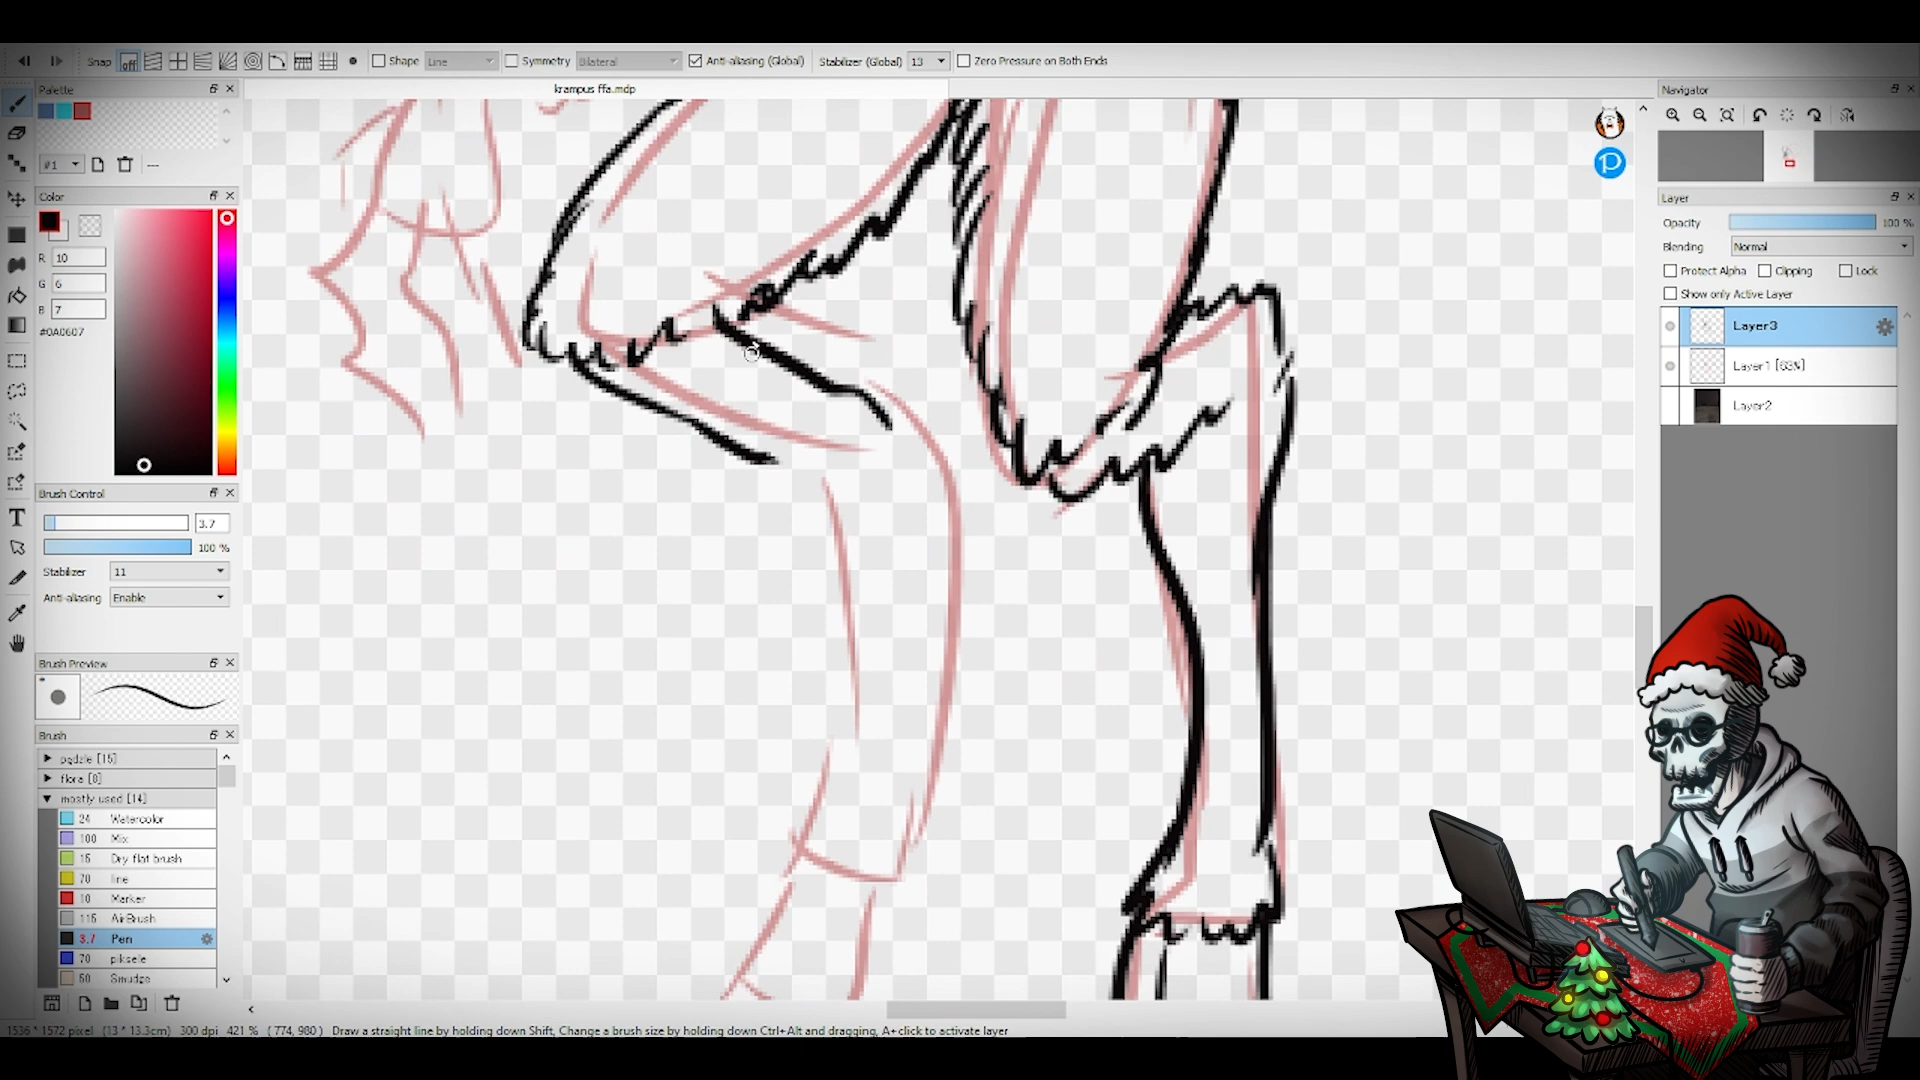 Snap off Shape Line Symmetry Bilateral Anti-aliasing (Global) Stabilizer (Global) 13 Zero Pressure on Both Ends
Palette
krampus ffa.mdp
Navigator
#1
---
Color
R 10
G 6
B 7
#0A0607
Brush Control
3.7
100 %
Stabilizer 11
Anti-aliasing Enable
Brush Preview
Brush
pędzle [15]
flora [8]
mostly used [14]
24 Watercolor
100 Mix
15 Dry flat brush
70 line
10 Marker
115 AirBrush
3.7 Pen
70 piksele
50 Smudge
T
P
Layer
Opacity 100 %
Blending Normal
Protect Alpha Clipping Lock
Show only Active Layer
Layer3
Layer1 [63%]
Layer2
1536 * 1572 pixel (13 * 13.3cm) 300 dpi 421 % ( 774, 980 ) Draw a straight line by holding down Shift, Change a brush size by holding down Ctrl+Alt and dragging, A+click to activate layer